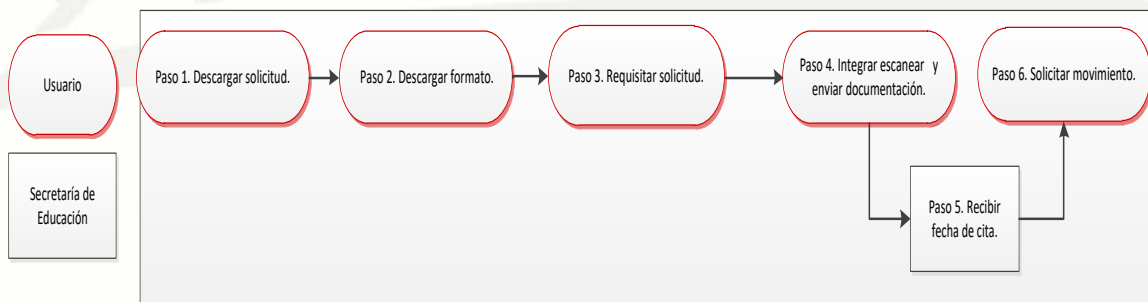 Usuario
Paso 1. Descargar solicitud.
Paso 2. Descargar formato.
Paso 3. Requisitar solicitud.
Paso 4. Integrar escanear y
enviar documentación.
Paso 6. Solicitar movimiento.
Secretaría de
Educación
Paso 5. Recibir
fecha de cita.